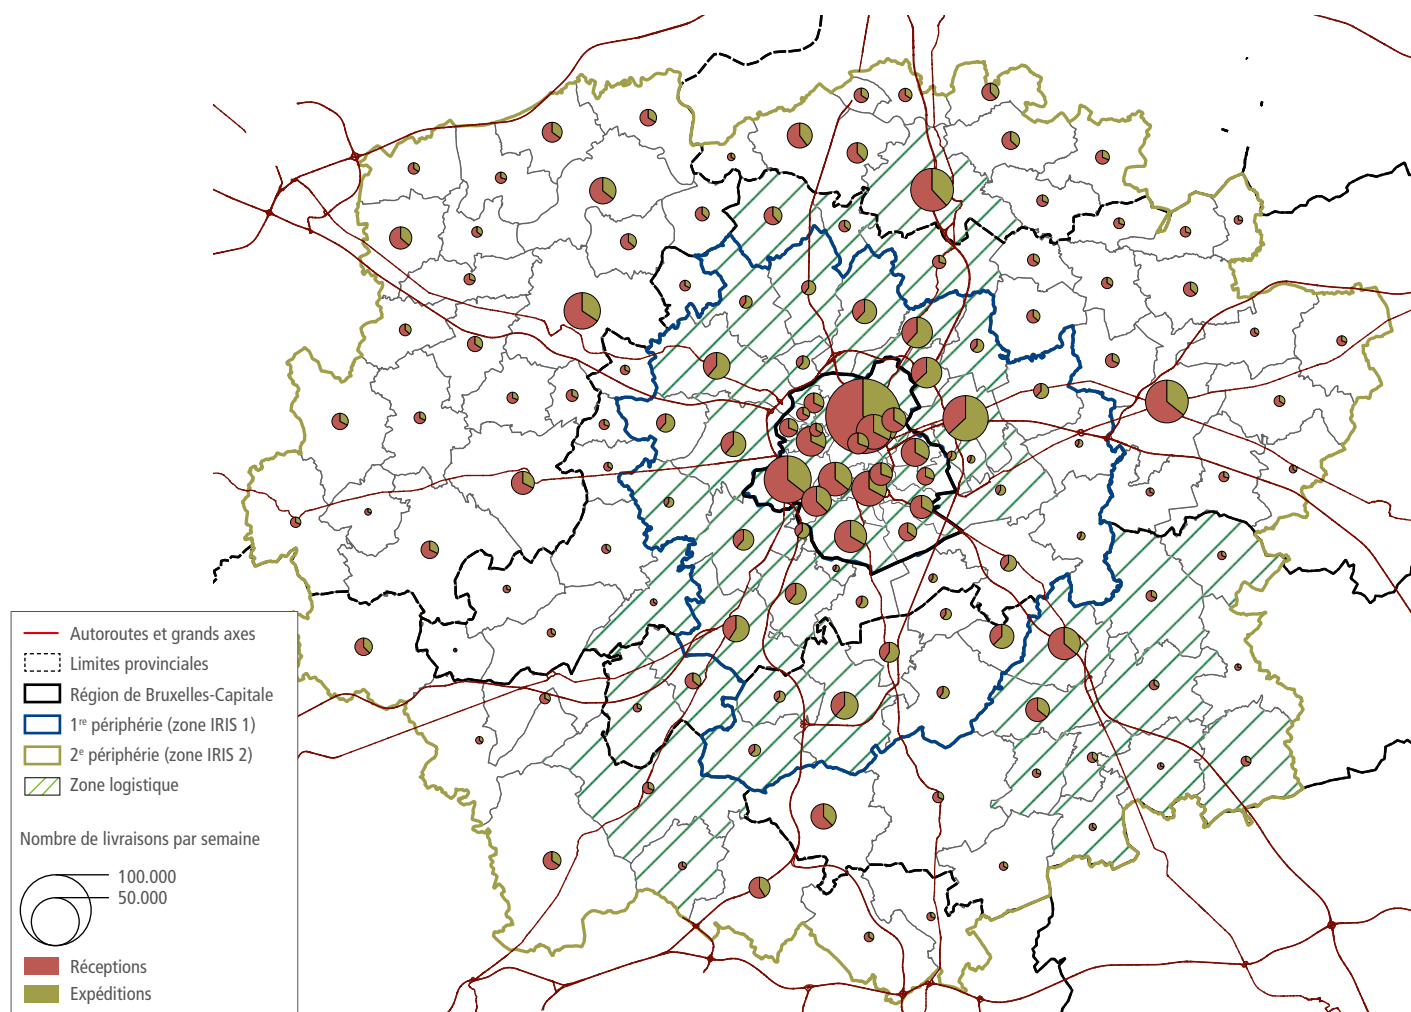 Autoroutes et grands axes
Limites provinciales
Région de Bruxelles-Capitale
1re périphérie (zone IRIS 1)
2e périphérie (zone IRIS 2)
Zone logistique
Nombre de livraisons par semaine
100.000
50.000
Réceptions
Expéditions